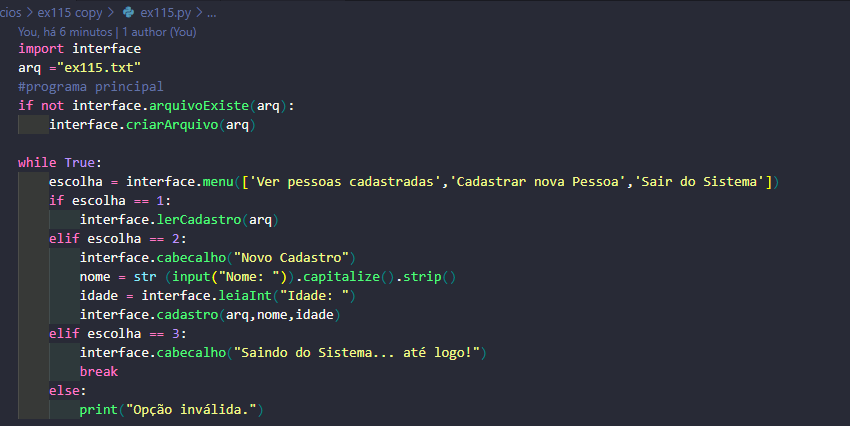 cios > ex115 copy > ex115.py > ...
You, há 6 minutos | 1 author (You)
import interface
arq ="ex115.txt"
#programa principal
if not interface.arquivoExiste(arq):
    interface.criarArquivo(arq)
while True:
    escolha = interface.menu(['Ver pessoas cadastradas','Cadastrar nova Pessoa','Sair do Sistema'])
    if escolha == 1:
        interface.lerCadastro(arq)
    elif escolha == 2:
        interface.cabecalho("Novo Cadastro")
        nome = str (input("Nome: ")).capitalize().strip()
        idade = interface.leiaInt("Idade: ")
        interface.cadastro(arq,nome,idade)
    elif escolha == 3:
        interface.cabecalho("Saindo do Sistema... até logo!")
        break
    else:
        print("Opção inválida.")